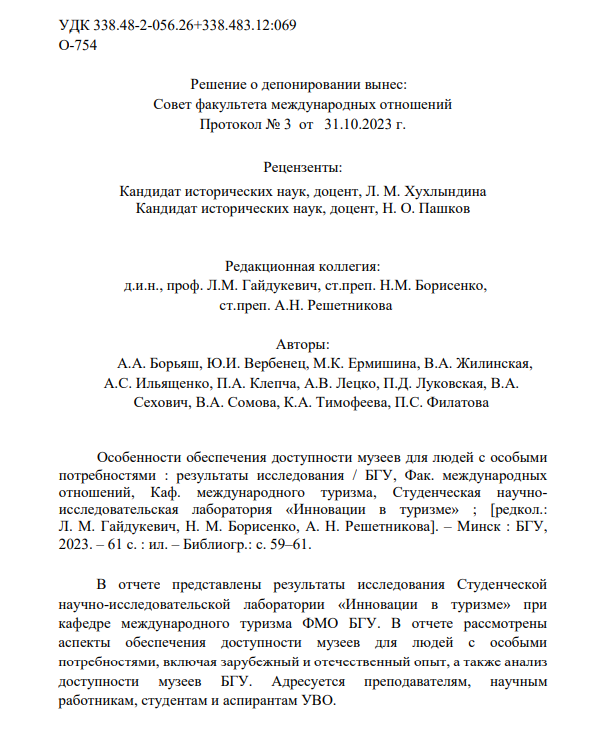 УДК 338.48-2-056.26+338.483.12:069
О-754
Решение о депонировании вынес:
Совет факультета международных отношений
Протокол № 3 от 31.10.2023 г.
Рецензенты:
Кандидат исторических наук, доцент, Л. М. Хухлындина
Кандидат исторических наук, доцент, Н. О. Пашков
Редакционная коллегия:
д.и.н., проф. Л.М. Гайдукевич, ст.преп. Н.М. Борисенко,
ст.преп. А.Н. Решетникова
Авторы:
А.А. Борьяш, Ю.И. Вербенец, М.К. Ермишина, В.А. Жилинская,
А.С. Ильященко, П.А. Клепча, А.В. Лецко, П.Д. Луковская, В.А.
Сехович, В.А. Сомова, К.А. Тимофеева, П.С. Филатова
Особенности обеспечения доступности музеев для людей с особыми
потребностями : результаты исследования / БГУ, Фак. международных
отношений, Каф. международного туризма, Студенческая научно-
исследовательская лаборатория «Инновации в туризме» ; [редкол.:
Л. М. Гайдукевич, Н. М. Борисенко, А. Н. Решетникова]. – Минск : БГУ,
2023. – 61 с. : ил. – Библиогр.: с. 59–61.
В отчете представлены результаты исследования Студенческой
научно-исследовательской лаборатории «Инновации в туризме» при
кафедре международного туризма ФМО БГУ. В отчете рассмотрены
аспекты обеспечения доступности музеев для людей с особыми
потребностями, включая зарубежный и отечественный опыт, а также анализ
доступности музеев БГУ. Адресуется преподавателям, научным
работникам, студентам и аспирантам УВО.